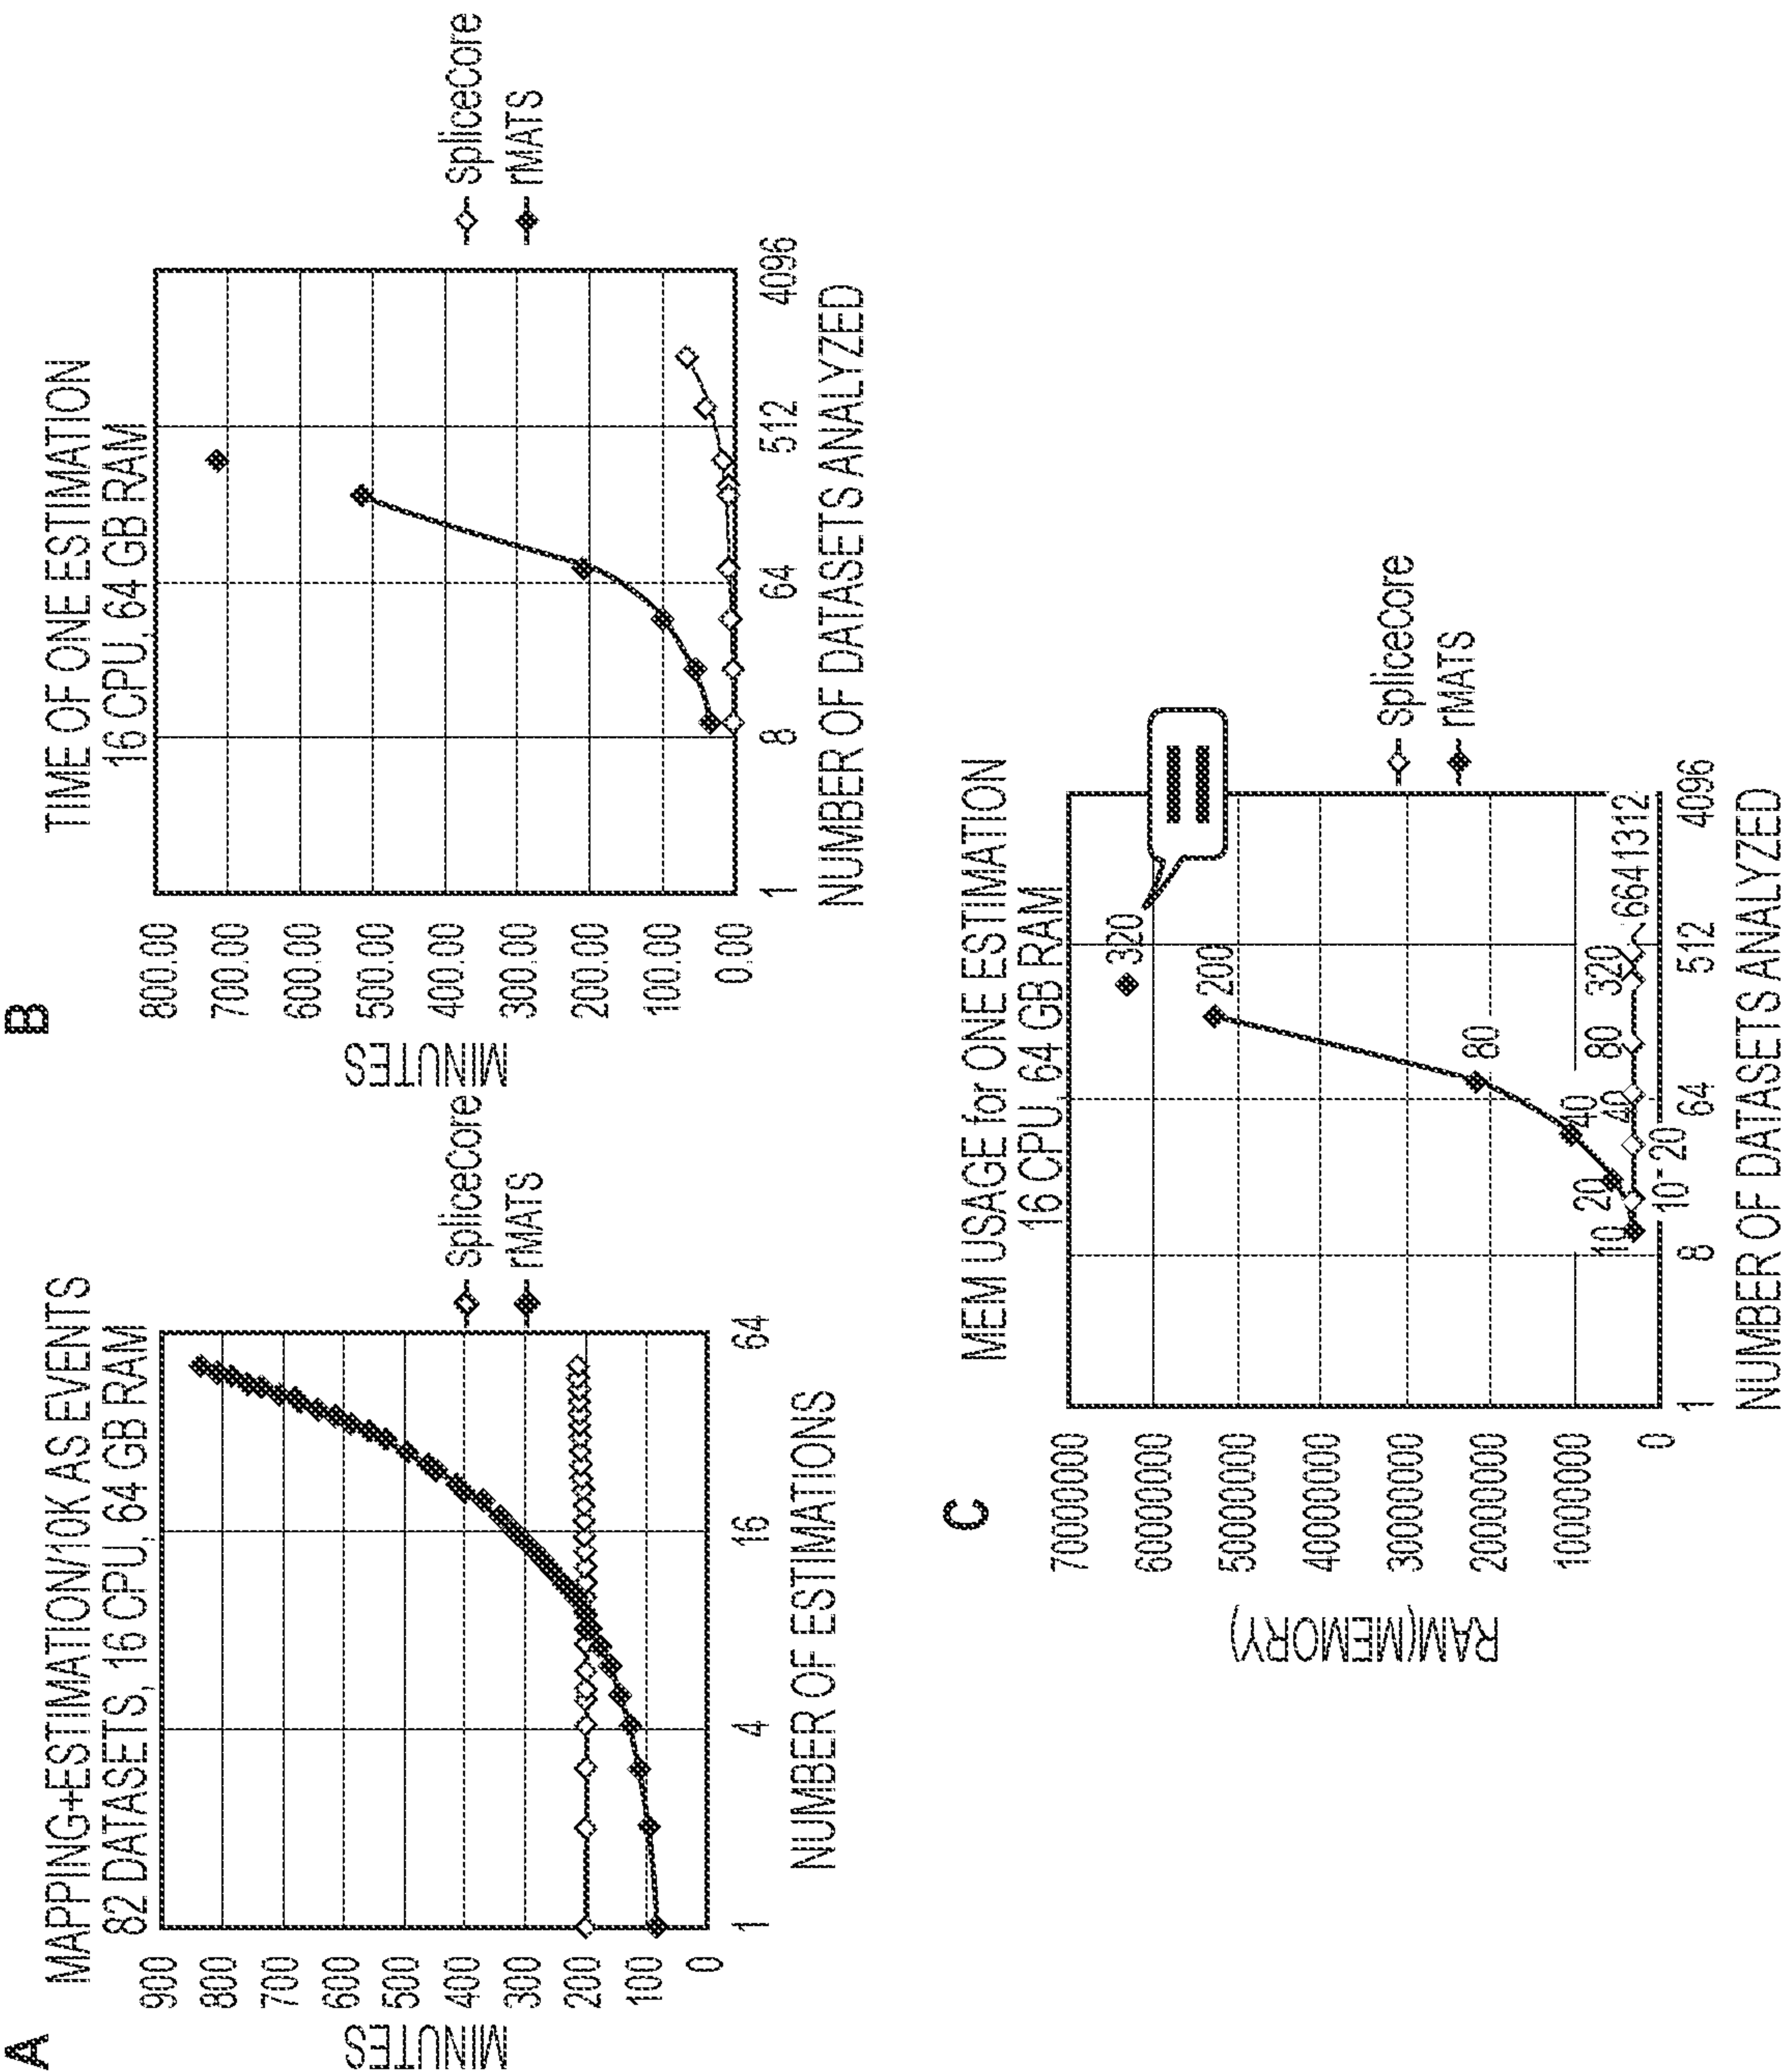 A
MAPPING+ESTIMATION/10K AS EVENTS
82 DATASETS, 16 CPU, 64 GB RAM
MINUTES
900
800
700
600
500
400
300
200
100
0
1
4
16
64
NUMBER OF ESTIMATIONS
SpliceCore
rMATS
B
TIME OF ONE ESTIMATION
16 CPU, 64 GB RAM
MINUTES
800.00
700.00
600.00
500.00
400.00
300.00
200.00
100.00
0.00
1
8
64
512
4096
NUMBER OF DATASETS ANALYZED
SpliceCore
rMATS
C
MEM USAGE for ONE ESTIMATION
16 CPU, 64 GB RAM
RAM(MEMORY)
70000000
60000000
50000000
40000000
30000000
20000000
10000000
0
320
200
80
40
20
10
10
20
40
80
320
664
1312
1
8
64
512
4096
NUMBER OF DATASETS ANALYZED
SpliceCore
rMATS